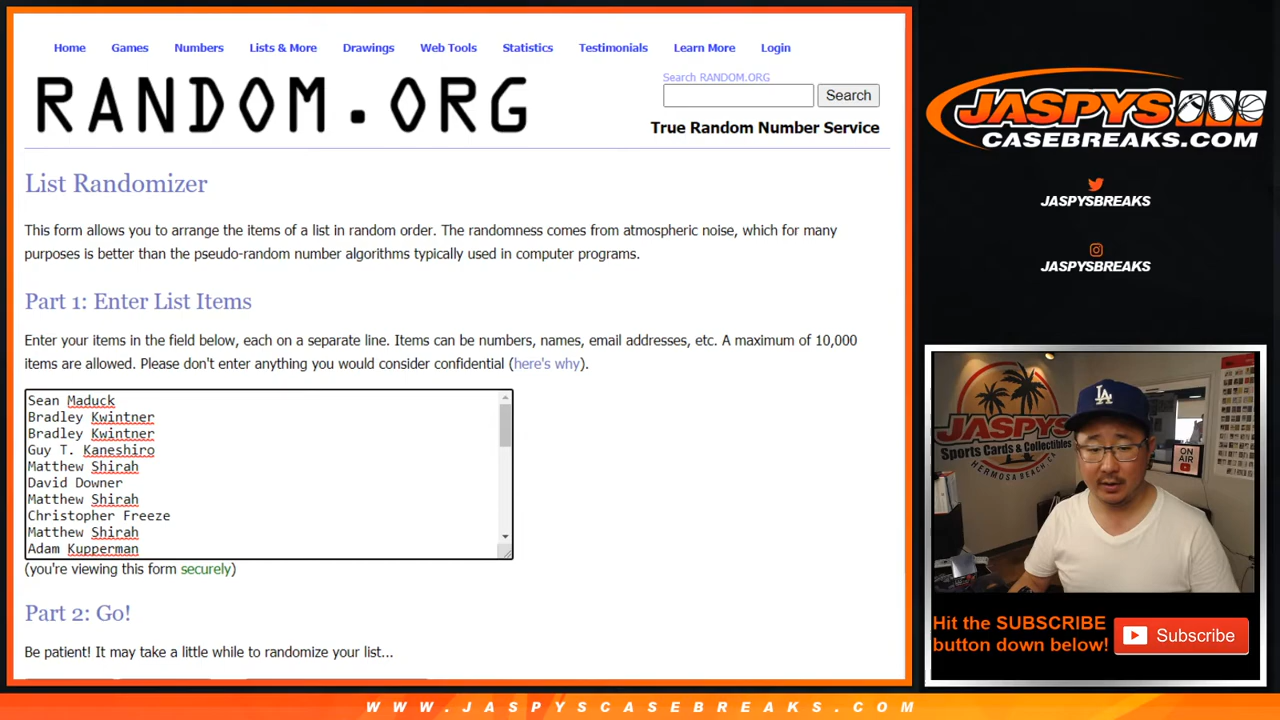 Home Games Numbers Lists & More Drawings Web Tools Statistics Testimonials Learn More Login
RANDOM.ORG
Search RANDOM.ORG
Search
True Random Number Service
List Randomizer
This form allows you to arrange the items of a list in random order. The randomness comes from atmospheric noise, which for many
purposes is better than the pseudo-random number algorithms typically used in computer programs.
Part 1: Enter List Items
Enter your items in the field below, each on a separate line. Items can be numbers, names, email addresses, etc. A maximum of 10,000
items are allowed. Please don't enter anything you would consider confidential (here's why).
Sean Maduck
Bradley Kwintner
Bradley Kwintner
Guy T. Kaneshiro
Matthew Shirah
David Downer
Matthew Shirah
Christopher Freeze
Matthew Shirah
Adam Kupperman
(you're viewing this form securely)
Part 2: Go!
Be patient! It may take a little while to randomize your list...
JASPYS
CASEBREAKS.COM
JASPYSBREAKS
JASPYSBREAKS
JASPYS
Sports Cards & Collectibles
HERMOSA BEACH, CA
LA
ON AIR
Hit the SUBSCRIBE
button down below!
Subscribe
WWW.JASPYSCASEBREAKS.COM